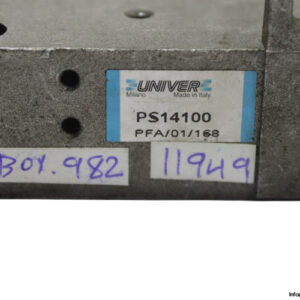 UNIVER
Milano Made in Italy
PS14100
PFA/01/168
Box.982
11949